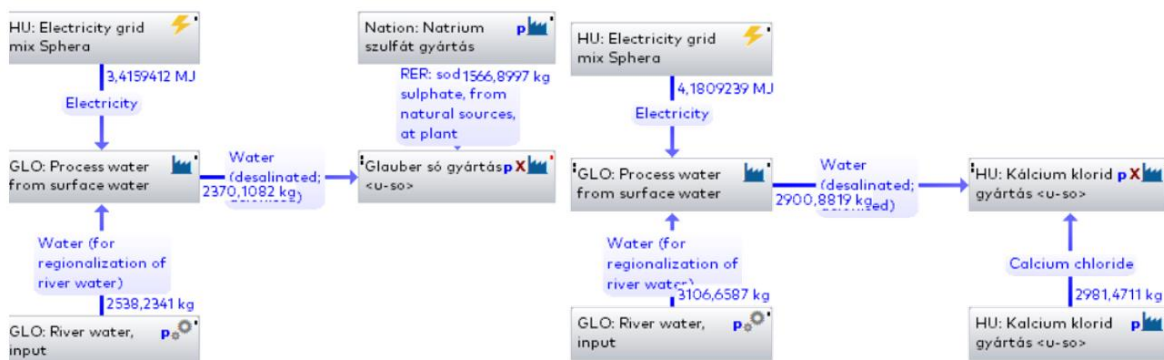 HU: Electricity grid
mix Sphera
3,4159412 MJ
Electricity
GLO: Process water
from surface water
Water
(desalinated;
2370,1082 kg
Water (for
regionalization of
river water)
2538,2341 kg
GLO: River water,
input
p
Nation: Natrium
szulfát gyártás
p
RER: sod
1566,8997 kg
sulphate, from
natural sources,
at plant
Glauber só gyártás
<u-so>
p X
HU: Electricity grid
mix Sphera
4,1809239 MJ
Electricity
GLO: Process water
from surface water
Water
(desalinated;
2900,8819 kg
Water (for
regionalization of
river water)
3106,6587 kg
GLO: River water,
input
p
HU: Kálcium klorid
gyártás <u-so>
p X
Calcium chloride
2981,4711 kg
HU: Kalcium klorid
gyártás <u-so>
p